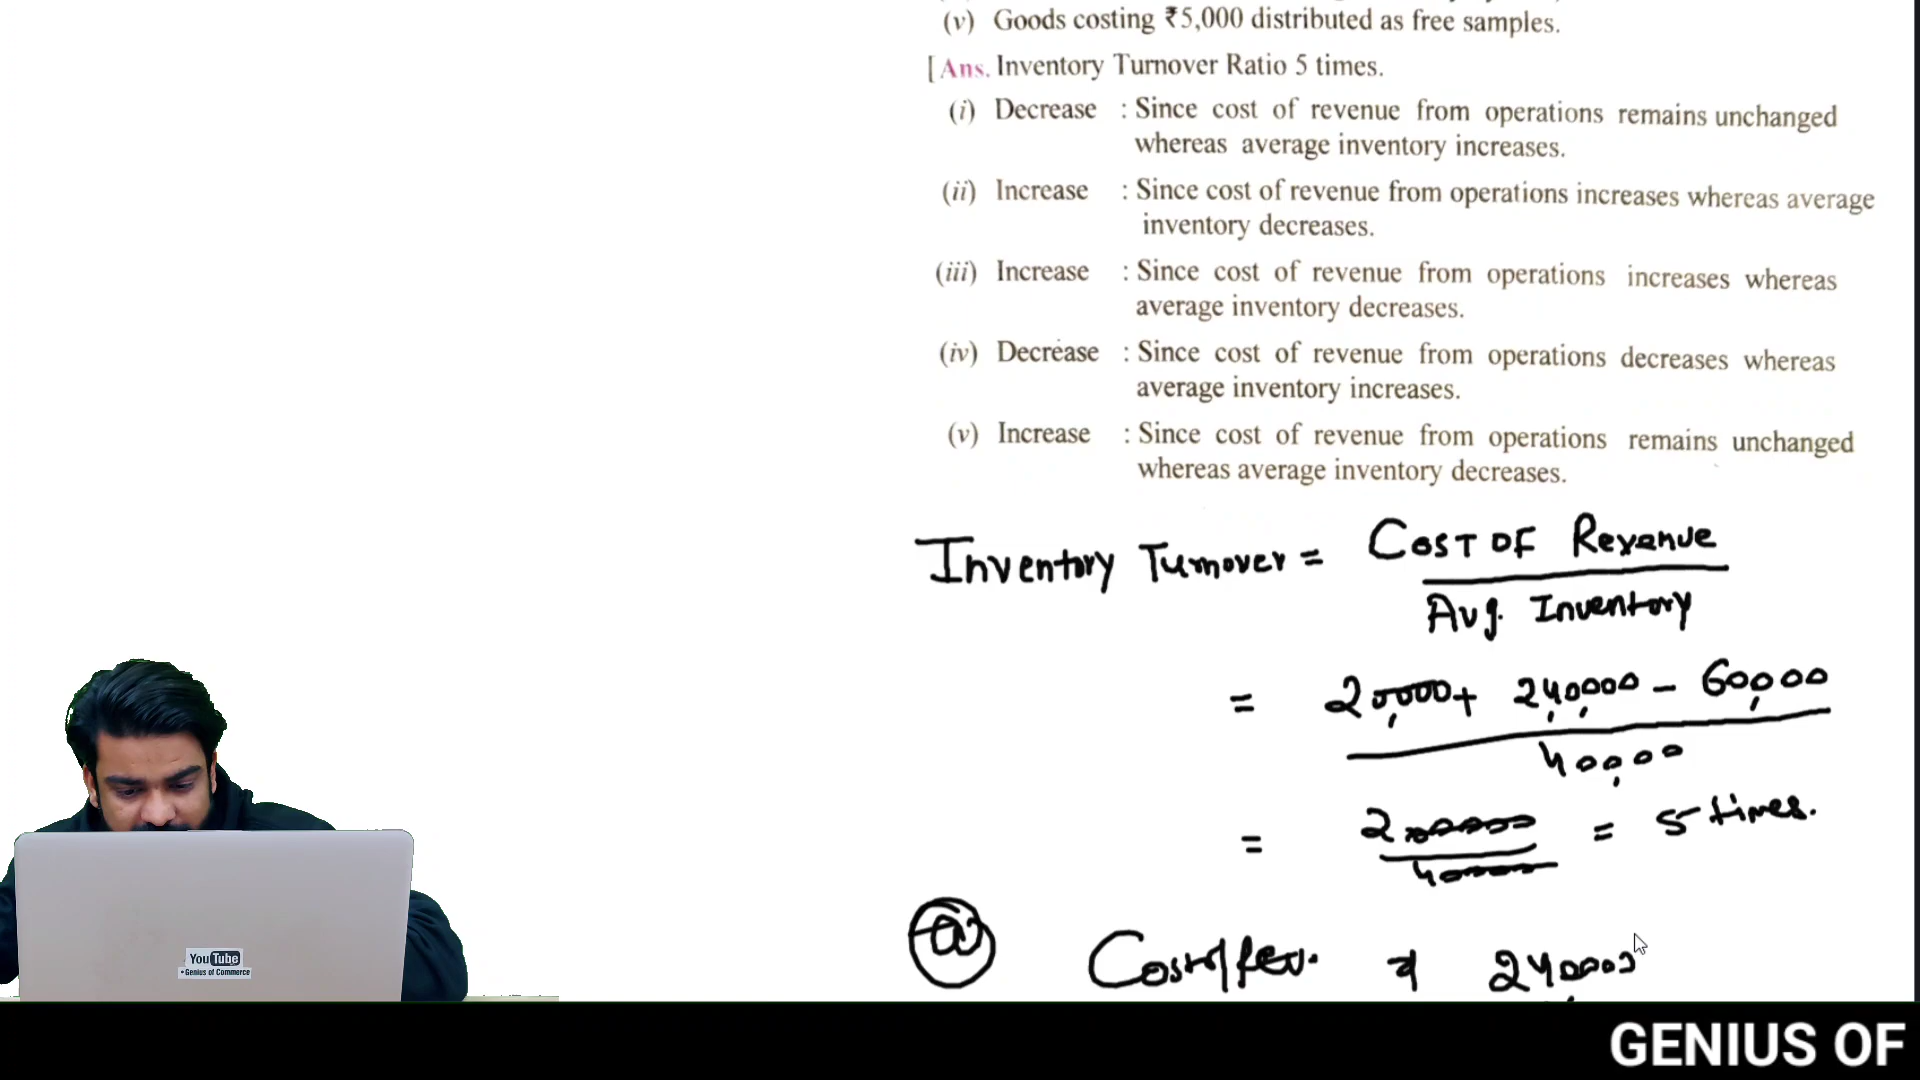 (v) Goods costing ₹5,000 distributed as free samples.
[Ans. Inventory Turnover Ratio 5 times.
(i) Decrease : Since cost of revenue from operations remains unchanged
whereas average inventory increases.
(ii) Increase : Since cost of revenue from operations increases whereas average
inventory decreases.
(iii) Increase : Since cost of revenue from operations increases whereas
average inventory decreases.
(iv) Decrease : Since cost of revenue from operations decreases whereas
average inventory increases.
(v) Increase : Since cost of revenue from operations remains unchanged
whereas average inventory decreases.
Inventory Turnover = Cost of Revenue
Avg. Inventory
= 20,000 + 2,40,000 - 60,000
40,000
= 200000 = 5 times.
40000
(a) Cost of Rev. 240000
YouTube
• Genius of Commerce
GENIUS OF